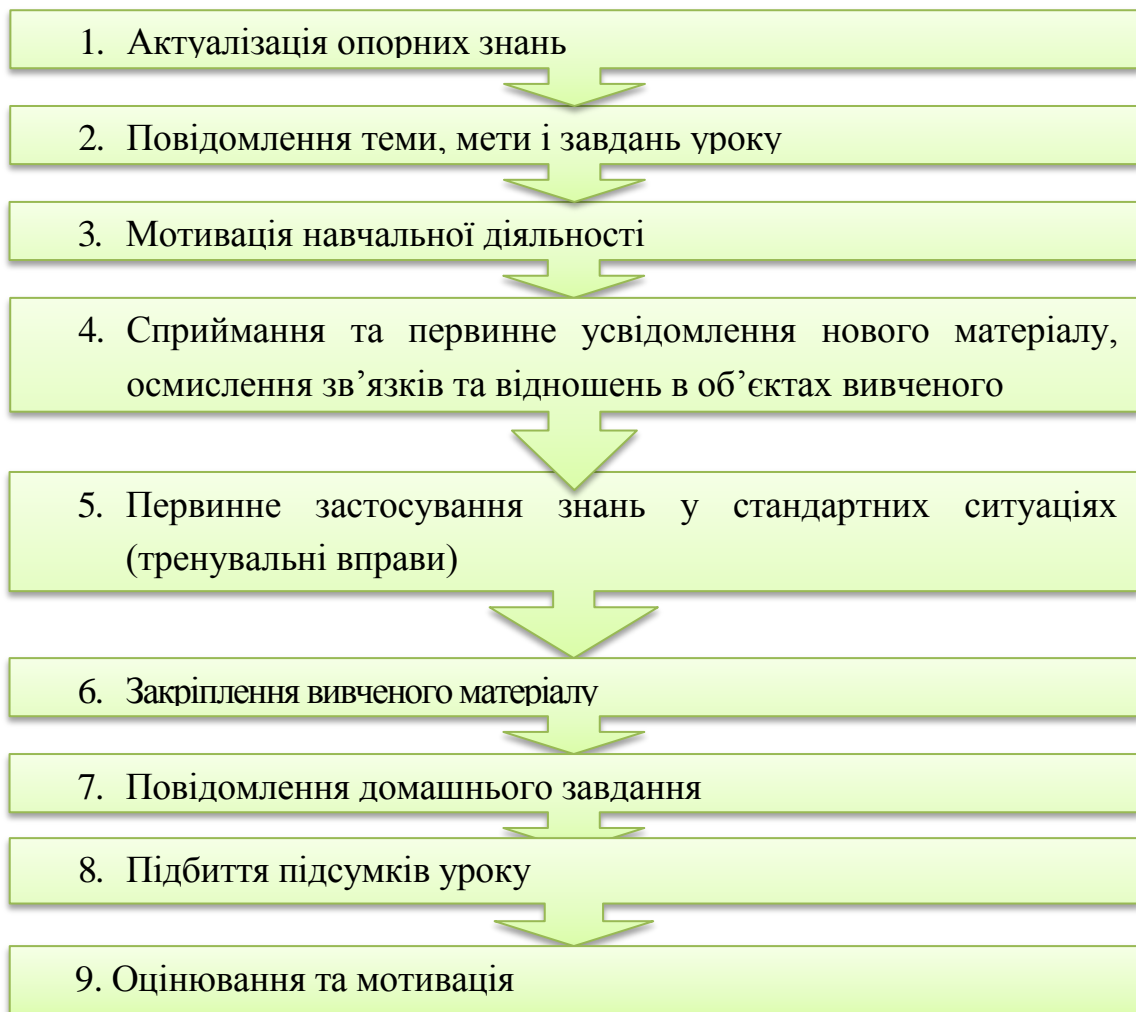 1. Актуалізація опорних знань
2. Повідомлення теми, мети і завдань уроку
3. Мотивація навчальної діяльності
4. Сприймання та первинне усвідомлення нового матеріалу,
осмислення зв’язків та відношень в об’єктах вивченого
5. Первинне застосування знань у стандартних ситуаціях
(тренувальні вправи)
6. Закріплення вивченого матеріалу
7. Повідомлення домашнього завдання
8. Підбиття підсумків уроку
9. Оцінювання та мотивація